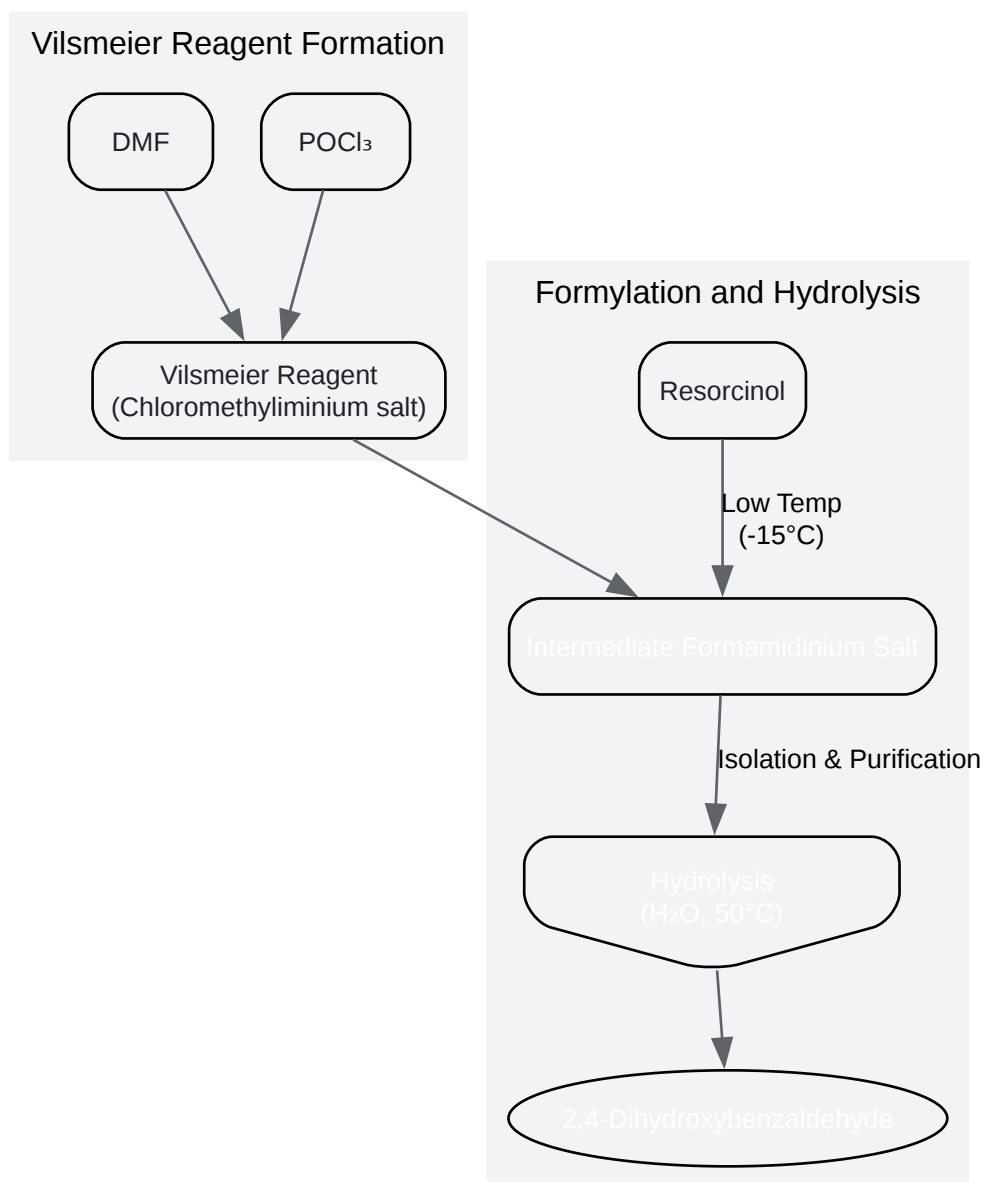 Vilsmeier Reagent Formation
DMF
POCl₃
Vilsmeier Reagent
(Chloromethyliminium salt)
Formylation and Hydrolysis
Resorcinol
Low Temp
(-15°C)
Intermediate Formamidinium Salt
Isolation & Purification
Hydrolysis
(H₂O, 50°C)
2,4-Dihydroxybenzaldehyde